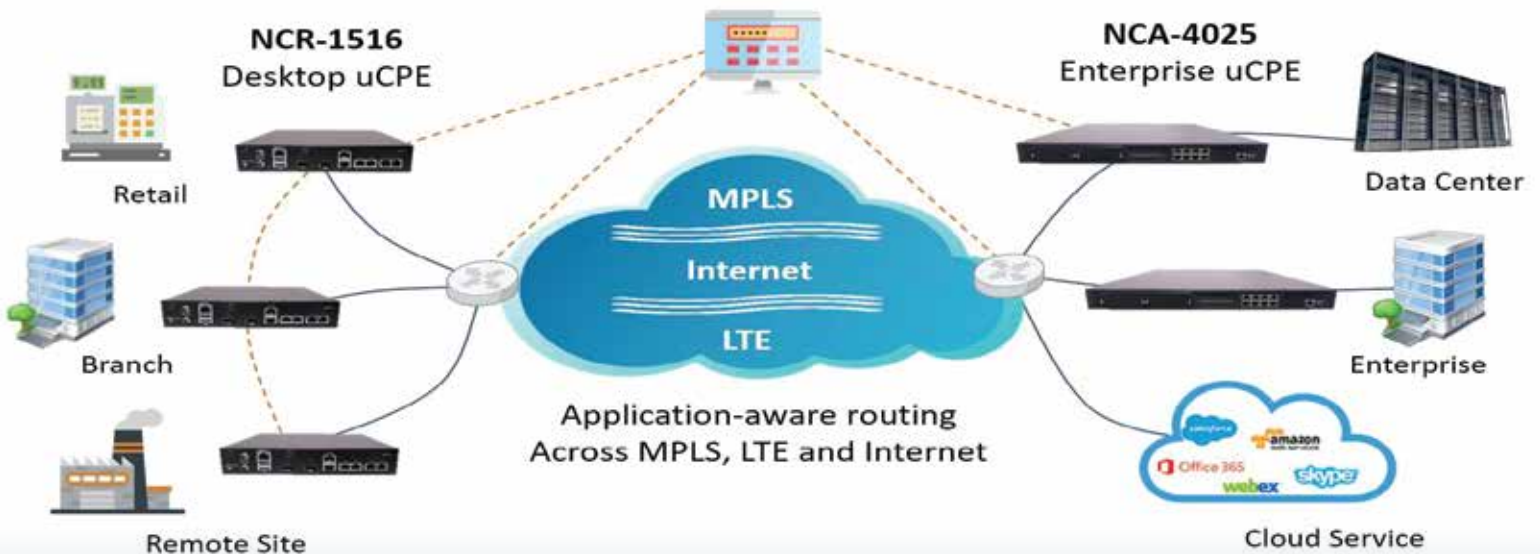 NCR-1516
Desktop uCPE
NCA-4025
Enterprise uCPE
Retail
Data Center
MPLS
Internet
LTE
Branch
Enterprise
Application-aware routing
Across MPLS, LTE and Internet
salesforce
amazon
Office 365
webex
skype
Remote Site
Cloud Service